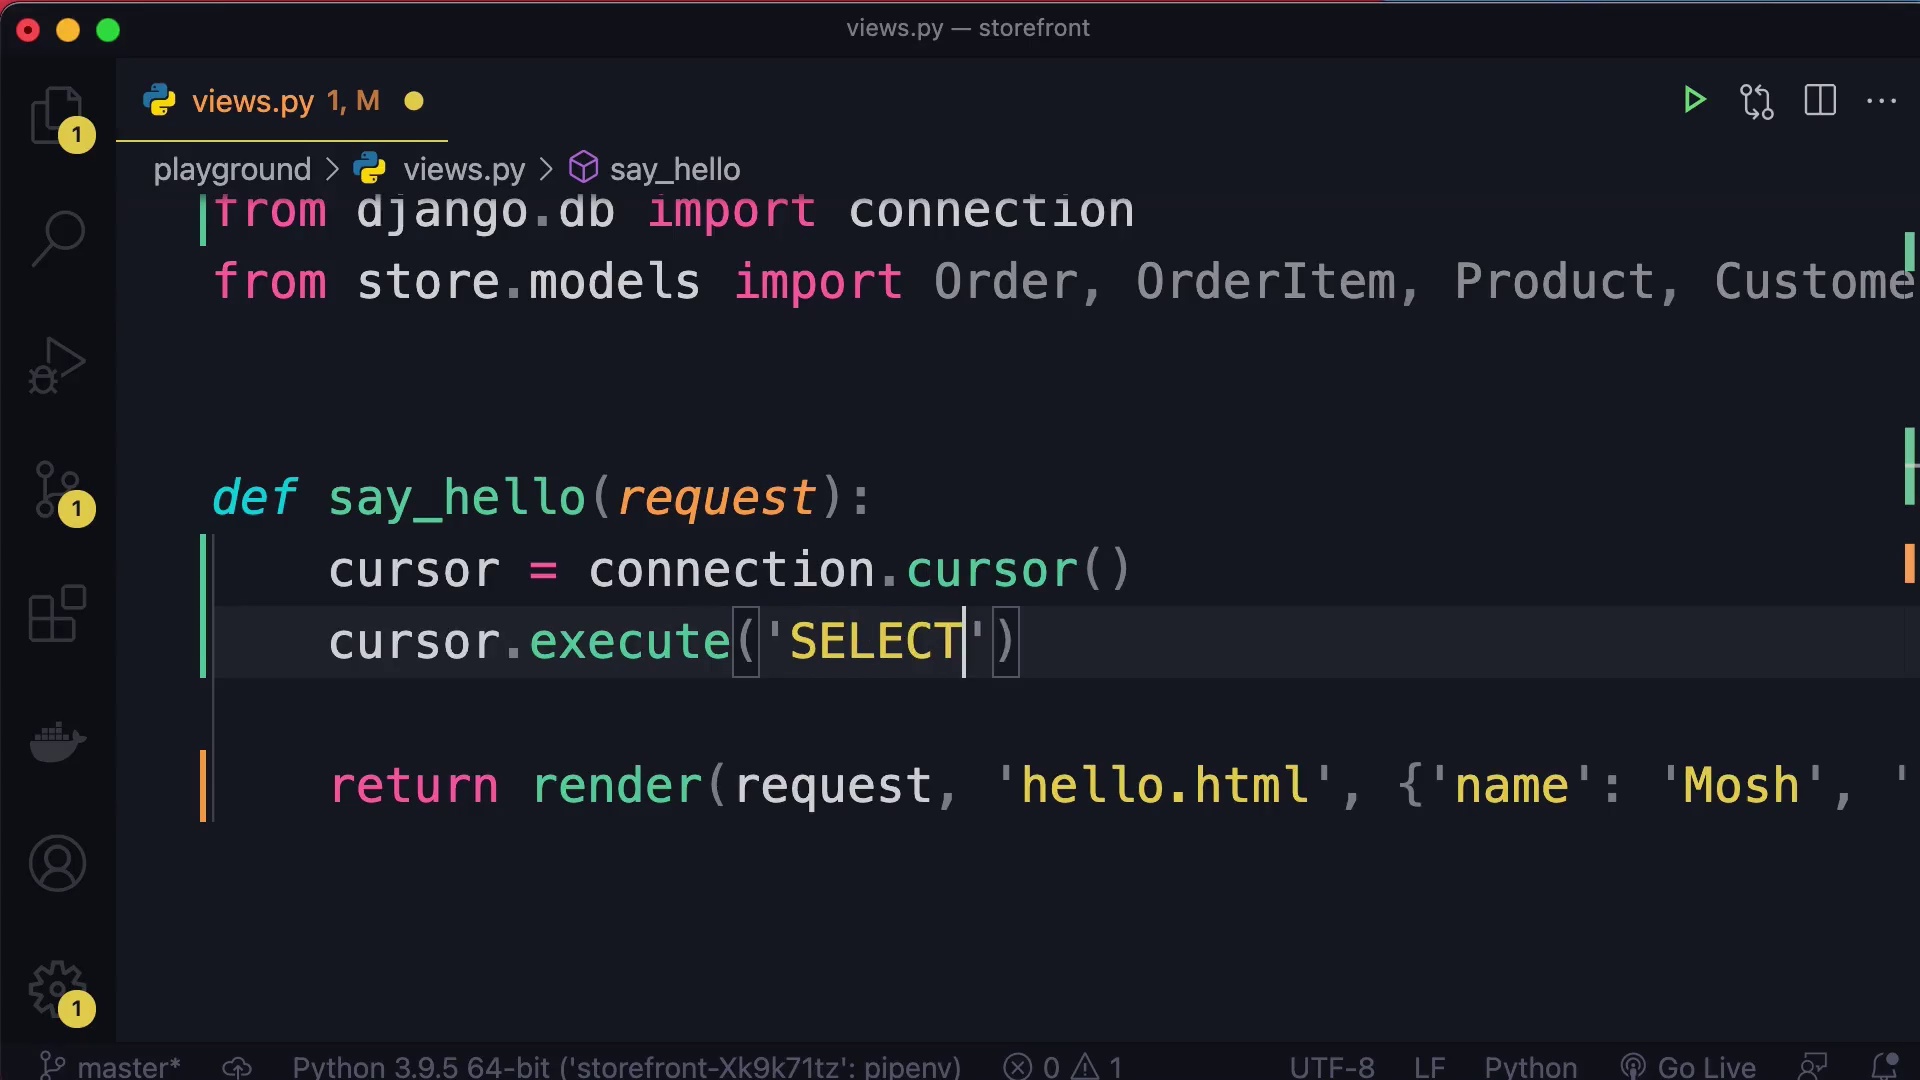 views.py — storefront
views.py 1, M
playground > views.py > say_hello
from django.db import connection
from store.models import Order, OrderItem, Product, Custome
def say_hello(request):
cursor = connection.cursor()
cursor.execute('SELECT')
return render(request, 'hello.html', {'name': 'Mosh', '
1
1
1
master* Python 3.9.5 64-bit ('storefront-Xk9k71tz': pipenv) 0 1 UTF-8 LF Python Go Live